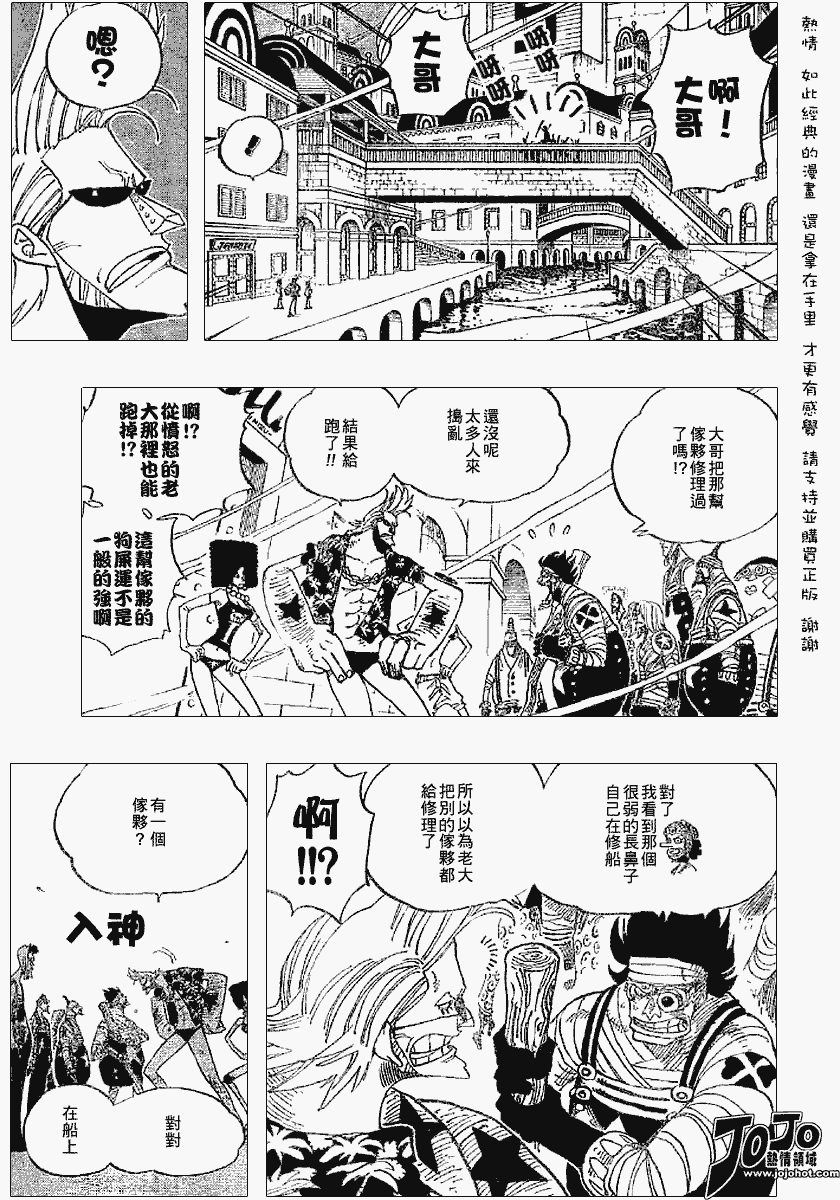 啊!
大哥
呀呀
呀呀
大哥
!
嗯?
大哥把那幫
傢夥修理過
了嗎!?
還沒呢
太多人來
搗亂
結果給
跑了!!
啊!?
從憤怒的老
大那裡也能
跑掉!?
這幫傢夥的
狗屎運不是
一般的強啊
對了
我看到那個
很弱的長鼻子
自己在修船
所以以為老大
把別的傢夥都
給修理了
啊
!!!?
有一個
傢夥?
入神
對對
在船上
熱情 如此經典的漫畫 還是拿在手里 才更有感覺 請支持並購買正版 謝謝
JOJO
熱情領域
www.jojohot.com